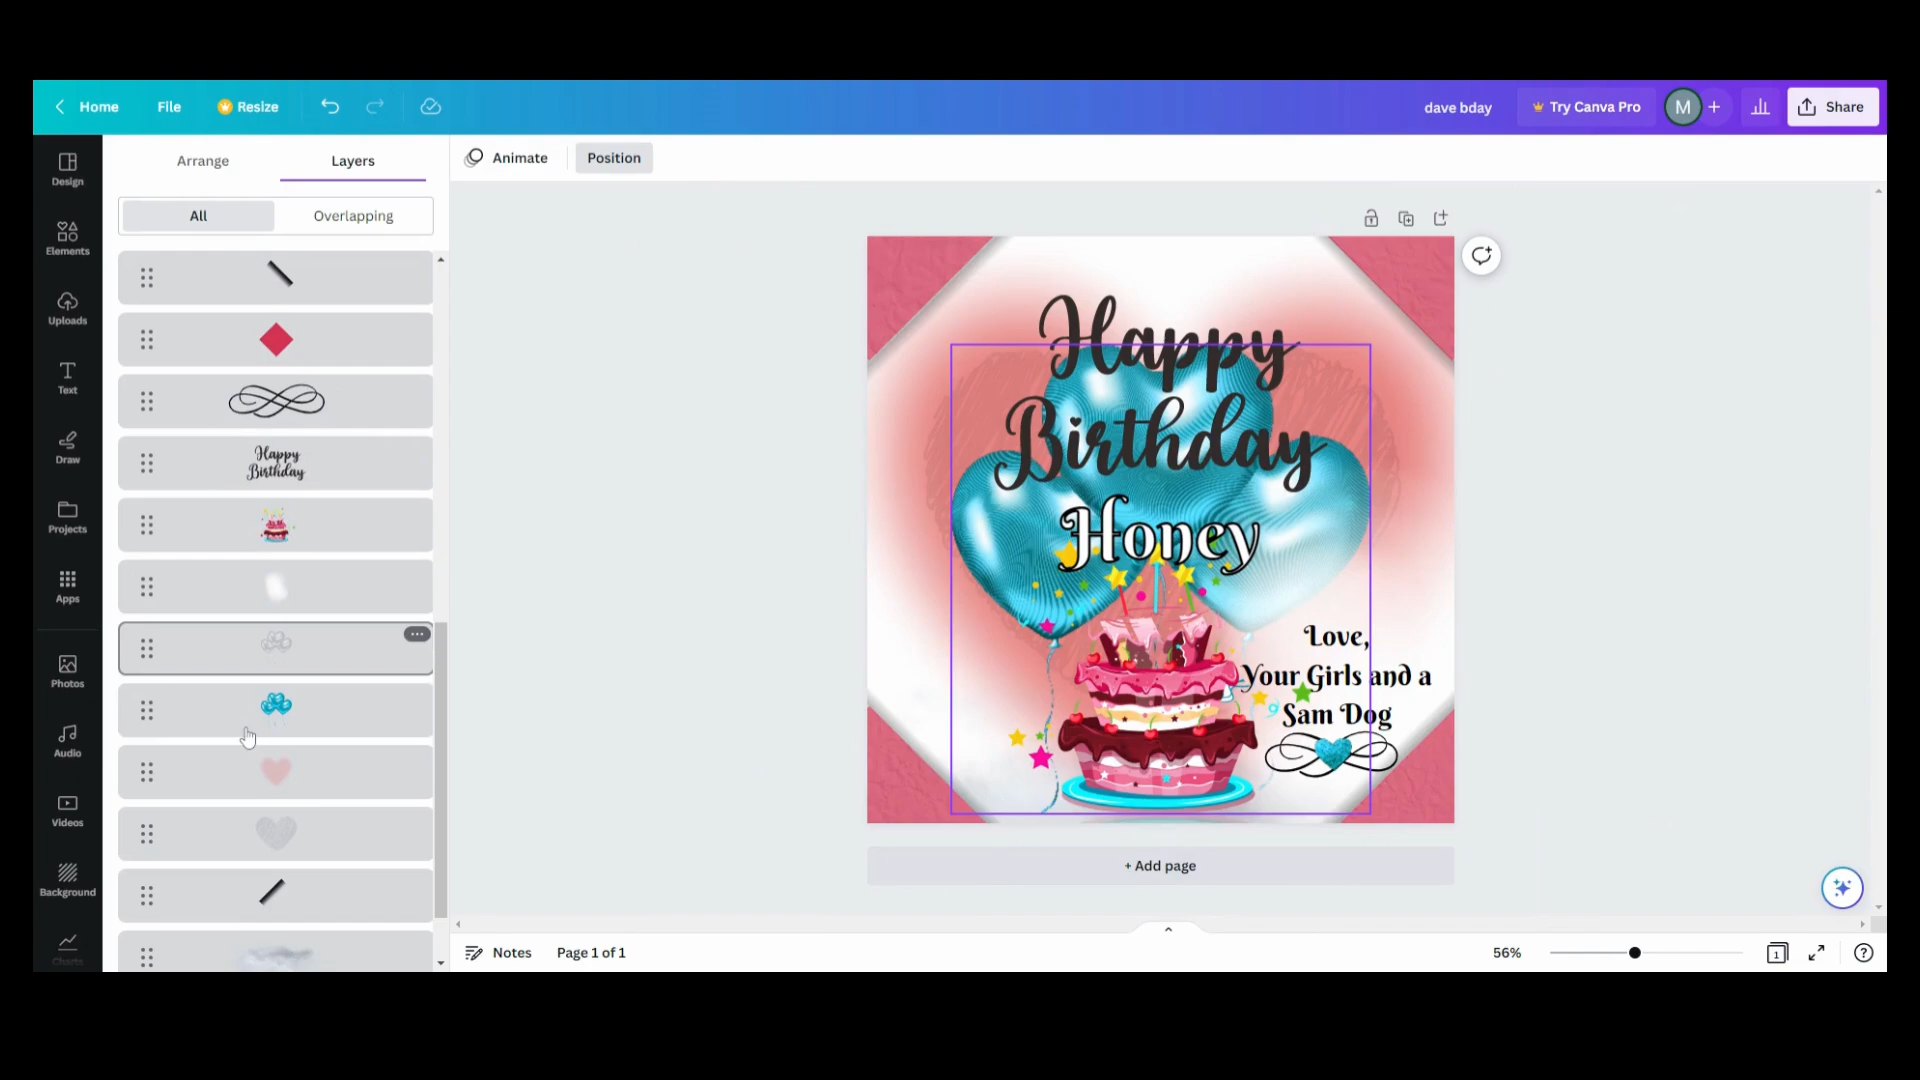 Home File Resize dave bday Try Canva Pro M + Share
Arrange Layers Animate Position
Design
All Overlapping
Elements
Uploads
Text
Draw
Projects
Apps
Photos
Audio
Videos
Background
Charts
Happy
Birthday
Happy
Birthday
Honey
Love,
Your Girls and a
Sam Dog
+ Add page
Notes Page 1 of 1 56% 1 ?